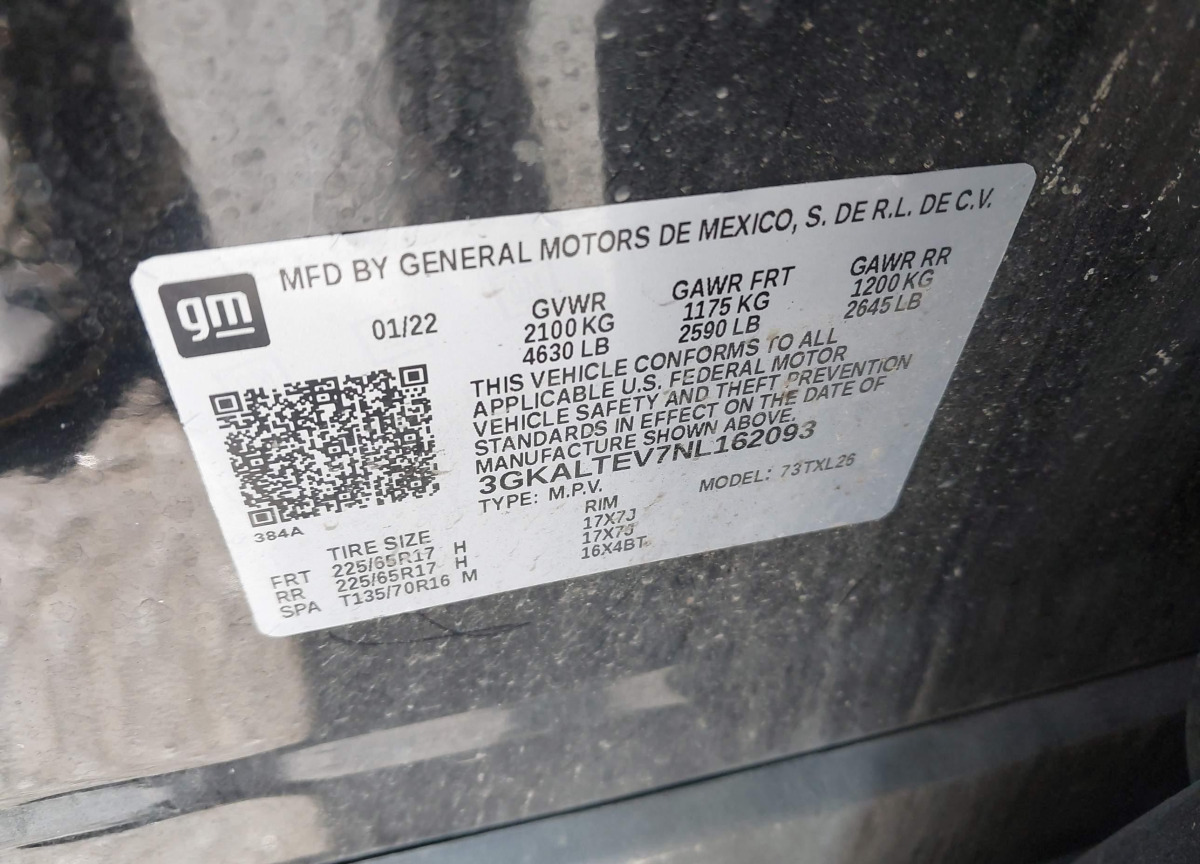 gm
MFD BY GENERAL MOTORS DE MEXICO, S. DE R.L. DE C.V.
01/22
GVWR
2100 KG
4630 LB
GAWR FRT
1175 KG
2590 LB
GAWR RR
1200 KG
2645 LB
THIS VEHICLE CONFORMS TO ALL
APPLICABLE U.S. FEDERAL MOTOR
VEHICLE SAFETY AND THEFT PREVENTION
STANDARDS IN EFFECT ON THE DATE OF
MANUFACTURE SHOWN ABOVE.
3GKALTEV7NL162093
TYPE: M.P.V.
MODEL: 73TXL26
384A
TIRE SIZE RIM
FRT 225/65R17 H 17X7J
RR 225/65R17 H 17X7J
SPA T135/70R16 M 16X4BT